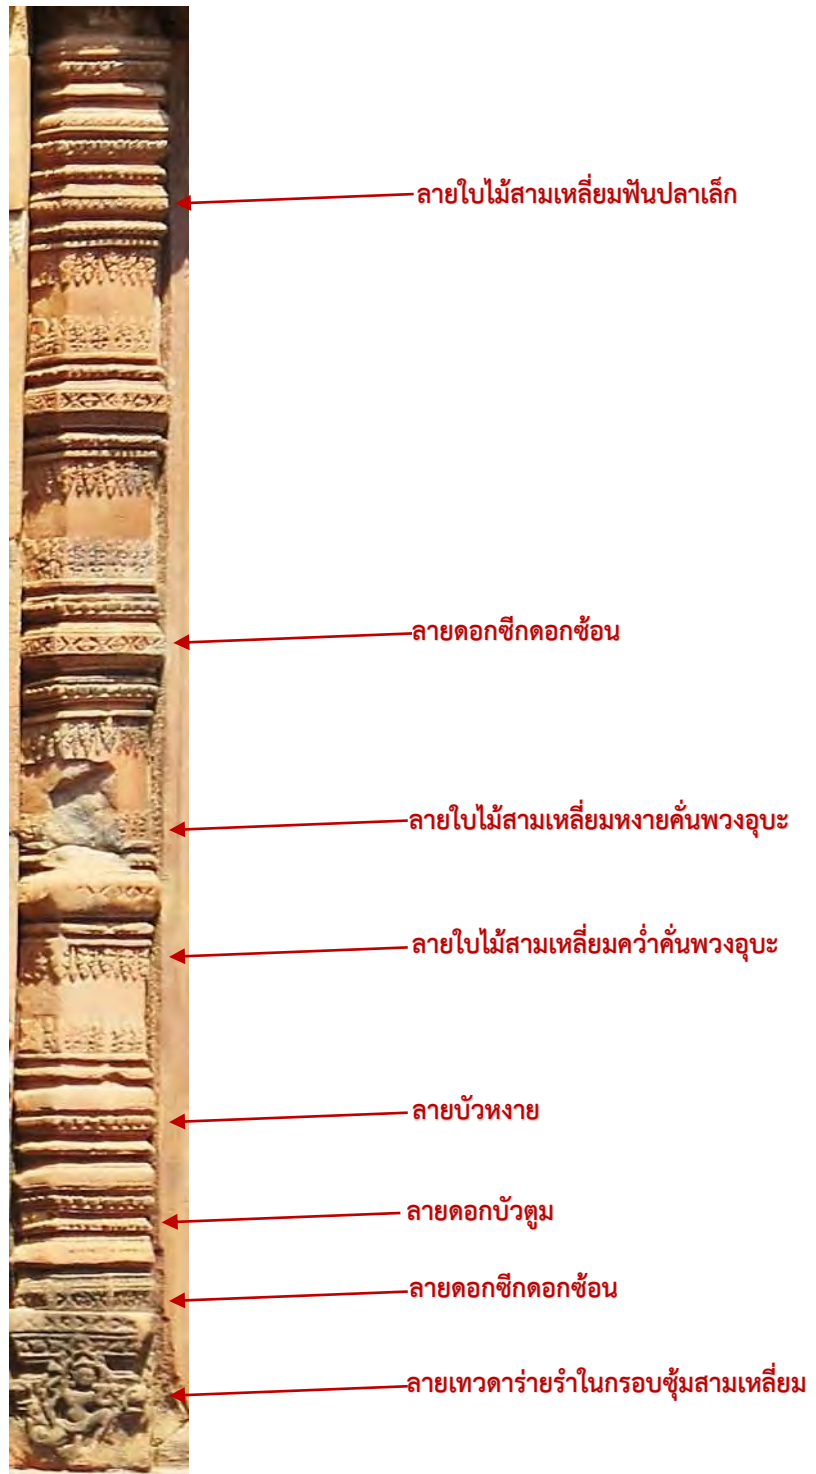 ลายใบไม้สามเหลี่ยมฟันปลาเล็ก
ลายดอกซีกดอกซ้อน
ลายใบไม้สามเหลี่ยมหงายคั่นพวงอุบะ
ลายใบไม้สามเหลี่ยมคว่ำคั่นพวงอุบะ
ลายบัวหงาย
ลายดอกบัวตูม
ลายดอกซีกดอกซ้อน
ลายเทวดาร่ายรำในกรอบซุ้มสามเหลี่ยม